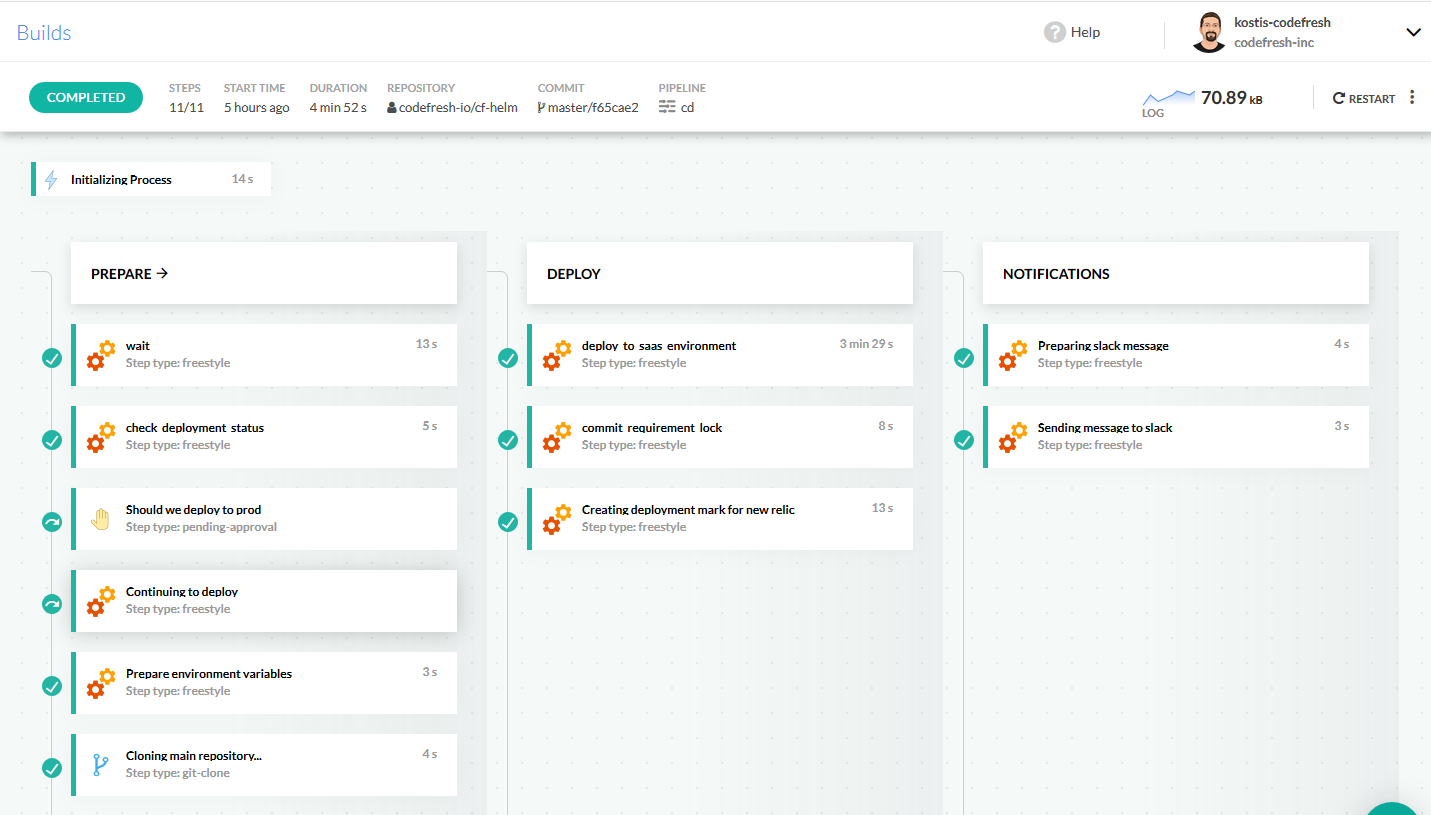 Builds
? Help
kostis-codefresh
codefresh-inc
COMPLETED
STEPS
11/11
START TIME
5 hours ago
DURATION
4 min 52 s
REPOSITORY
codefresh-io/cf-helm
COMMIT
master/f65cae2
PIPELINE
cd
LOG
70.89 kB
RESTART
Initializing Process 14 s
PREPARE →
wait 13 s
Step type: freestyle
check deployment status 5 s
Step type: freestyle
Should we deploy to prod
Step type: pending-approval
Continuing to deploy
Step type: freestyle
Prepare environment variables 3 s
Step type: freestyle
Cloning main repository... 4 s
Step type: git-clone
DEPLOY
deploy to saas environment 3 min 29 s
Step type: freestyle
commit requirement lock 8 s
Step type: freestyle
Creating deployment mark for new relic 13 s
Step type: freestyle
NOTIFICATIONS
Preparing slack message 4 s
Step type: freestyle
Sending message to slack 3 s
Step type: freestyle